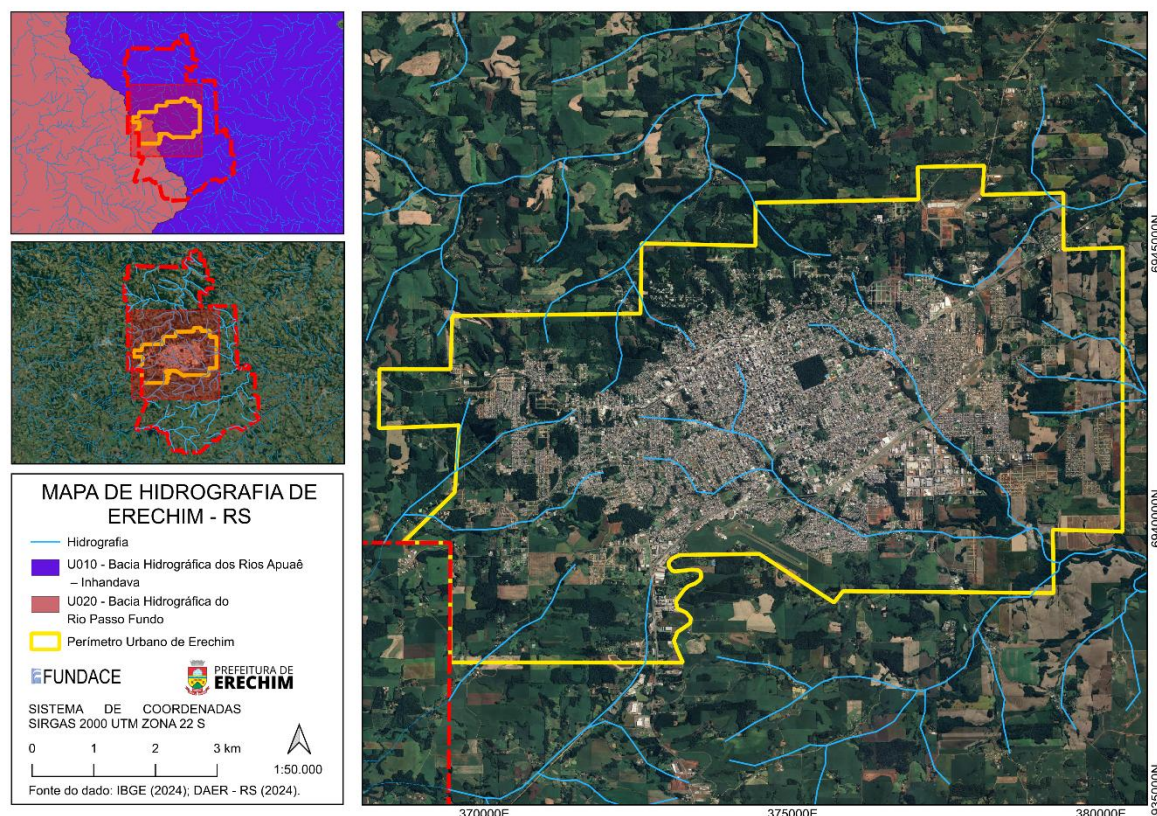 MAPA DE HIDROGRAFIA DE
ERECHIM - RS
Hidrografia
U010 - Bacia Hidrográfica dos Rios Apuaê
– Inhandava
U020 - Bacia Hidrográfica do
Rio Passo Fundo
Perímetro Urbano de Erechim
FUNDACE
PREFEITURA DE
ERECHIM
SISTEMA DE COORDENADAS
SIRGAS 2000 UTM ZONA 22 S
0 1 2 3 km
1:50.000
Fonte do dado: IBGE (2024); DAER - RS (2024).
6945000N
6940000N
935000N
370000E 375000E 380000E